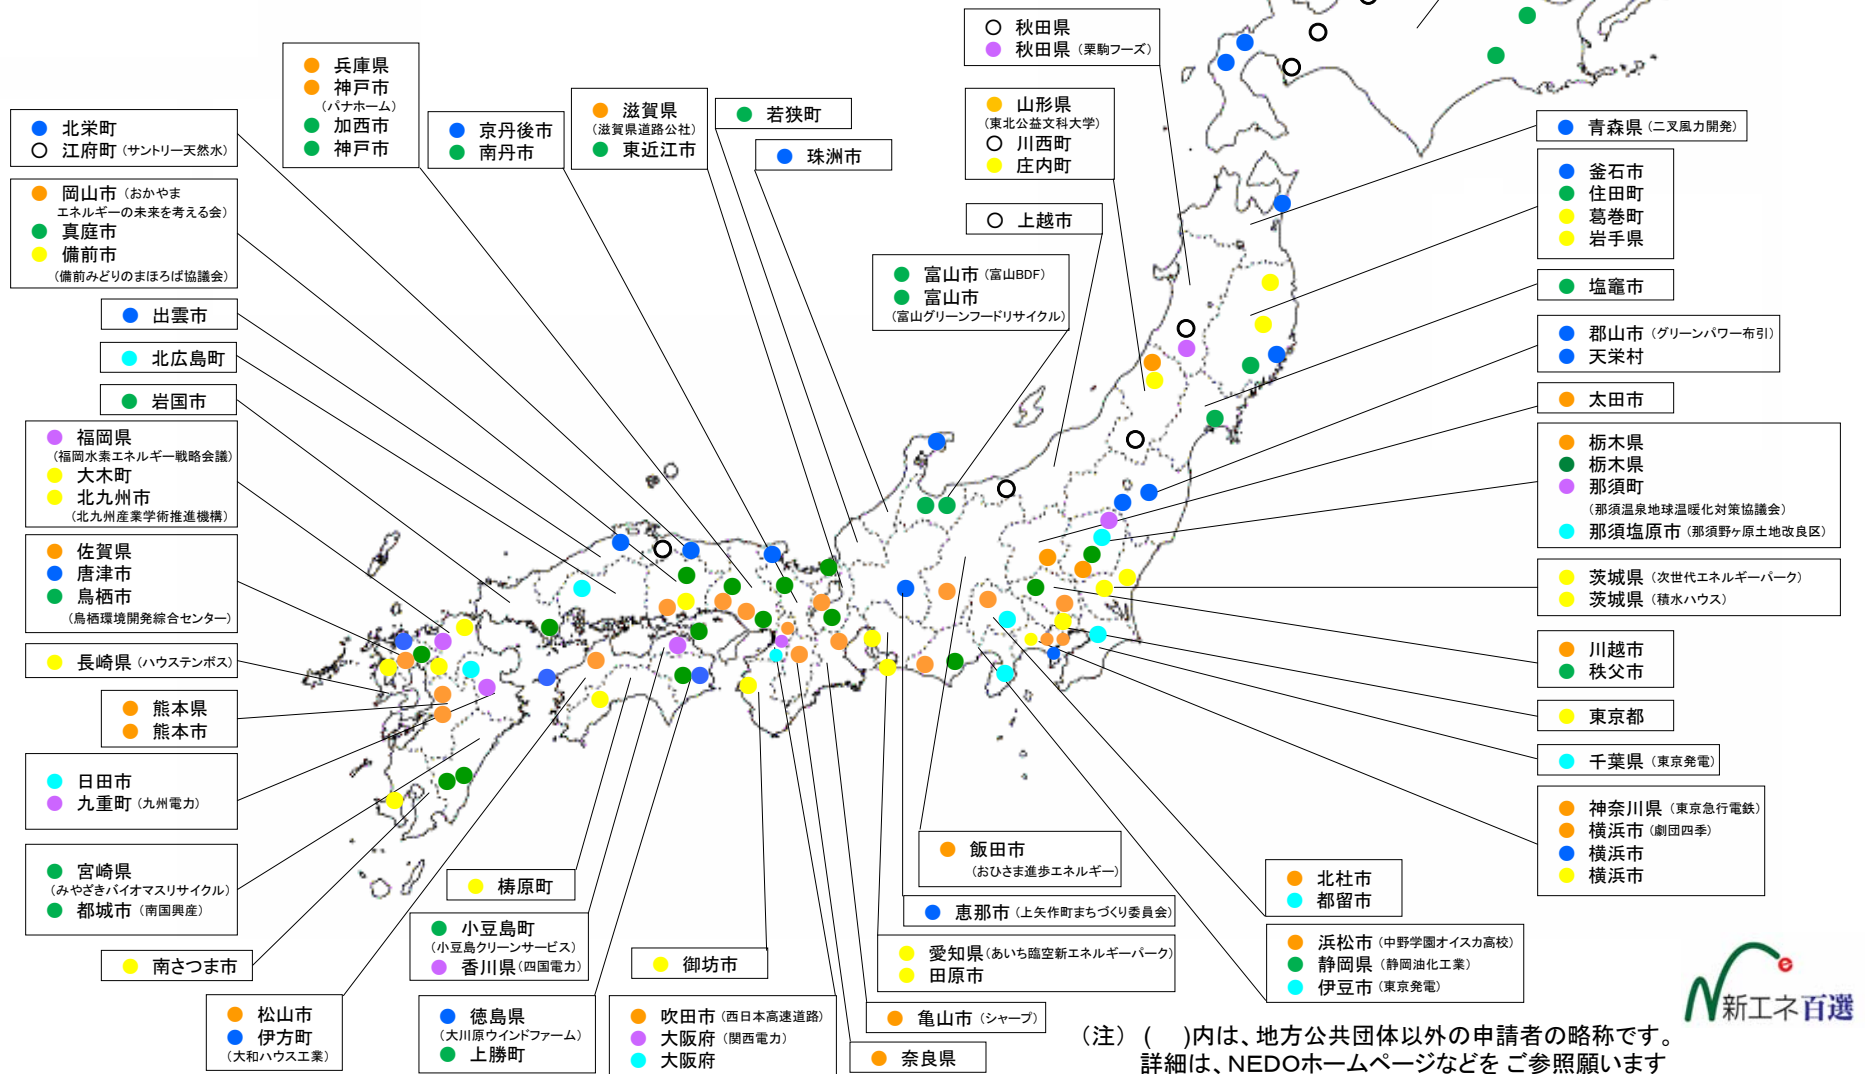 秋田県
秋田県（栗駒フーズ）
兵庫県
神戸市
（パナホーム）
加西市
神戸市
北栄町
江府町（サントリー天然水）
京丹後市
南丹市
滋賀県
（滋賀県道路公社）
東近江市
若狭町
珠洲市
山形県
（東北公益文科大学）
川西町
庄内町
青森県（二又風力開発）
釜石市
住田町
葛巻町
岩手県
岡山市（おかやま
エネルギーの未来を考える会）
真庭市
備前市
（備前みどりのまほろば協議会）
上越市
富山市（富山BDF）
富山市
（富山グリーンフードリサイクル）
塩竈市
出雲市
郡山市（グリーンパワー布引）
天栄村
北広島町
岩国市
太田市
福岡県
（福岡水素エネルギー戦略会議）
大木町
北九州市
（北九州産業学術推進機構）
栃木県
栃木県
那須町
（那須温泉地球温暖化対策協議会）
那須塩原市（那須野ヶ原土地改良区）
佐賀県
唐津市
鳥栖市
（鳥栖環境開発綜合センター）
茨城県（次世代エネルギーパーク）
茨城県（積水ハウス）
長崎県（ハウステンボス）
川越市
秩父市
熊本県
熊本市
東京都
千葉県（東京発電）
日田市
九重町（九州電力）
神奈川県（東京急行電鉄）
横浜市（劇団四季）
横浜市
横浜市
飯田市
（おひさま進歩エネルギー）
宮崎県
（みやざきバイオマスリサイクル）
都城市（南国興産）
梼原町
北杜市
都留市
小豆島町
（小豆島クリーンサービス）
香川県（四国電力）
恵那市（上矢作町まちづくり委員会）
南さつま市
御坊市
愛知県（あいち臨空新エネルギーパーク）
田原市
浜松市（中野学園オイスカ高校）
静岡県（静岡油化工業）
伊豆市（東京発電）
松山市
伊方町
（大和ハウス工業）
徳島県
（大川原ウインドファーム）
上勝町
吹田市（西日本高速道路）
大阪府（関西電力）
大阪府
亀山市（シャープ）
奈良県
新エネ百選
（注）（　）内は、地方公共団体以外の申請者の略称です。
詳細は、NEDOホームページなどをご参照願います